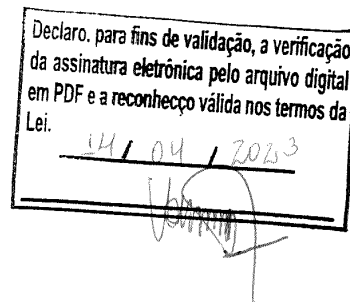 Declaro, para fins de validação, a verificação
da assinatura eletrônica pelo arquivo digital
em PDF e a reconhecço válida nos termos da
Lei.
14 / 04 / 2023